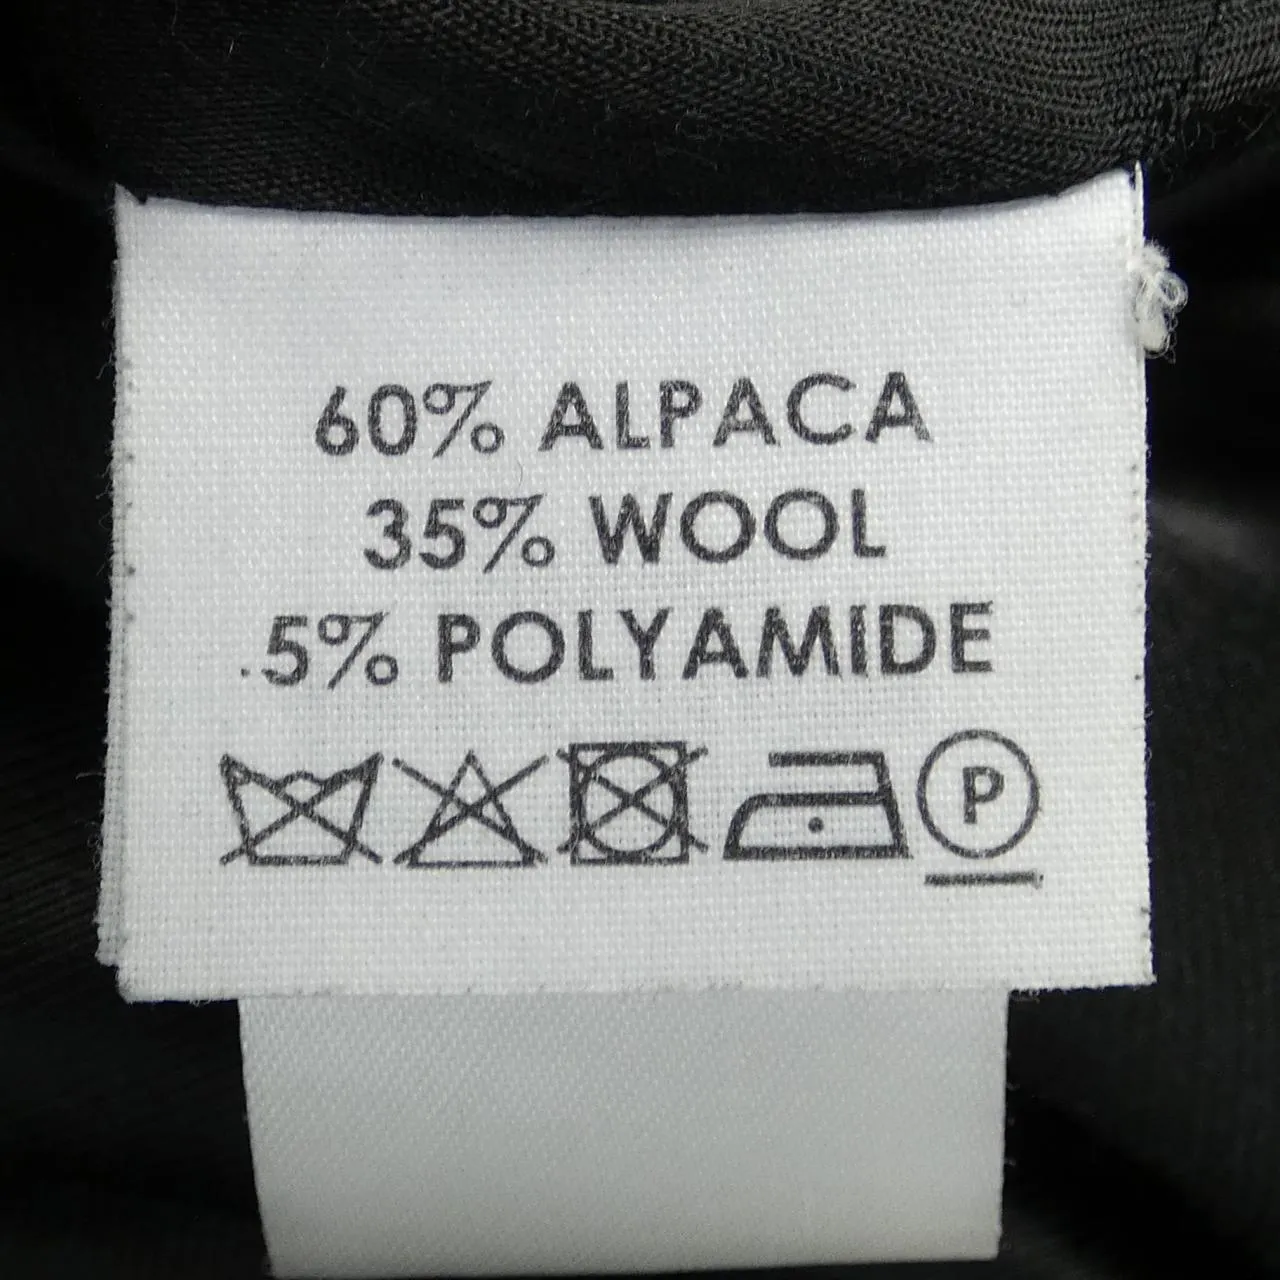 60% ALPACA
35% WOOL
5% POLYAMIDE
P